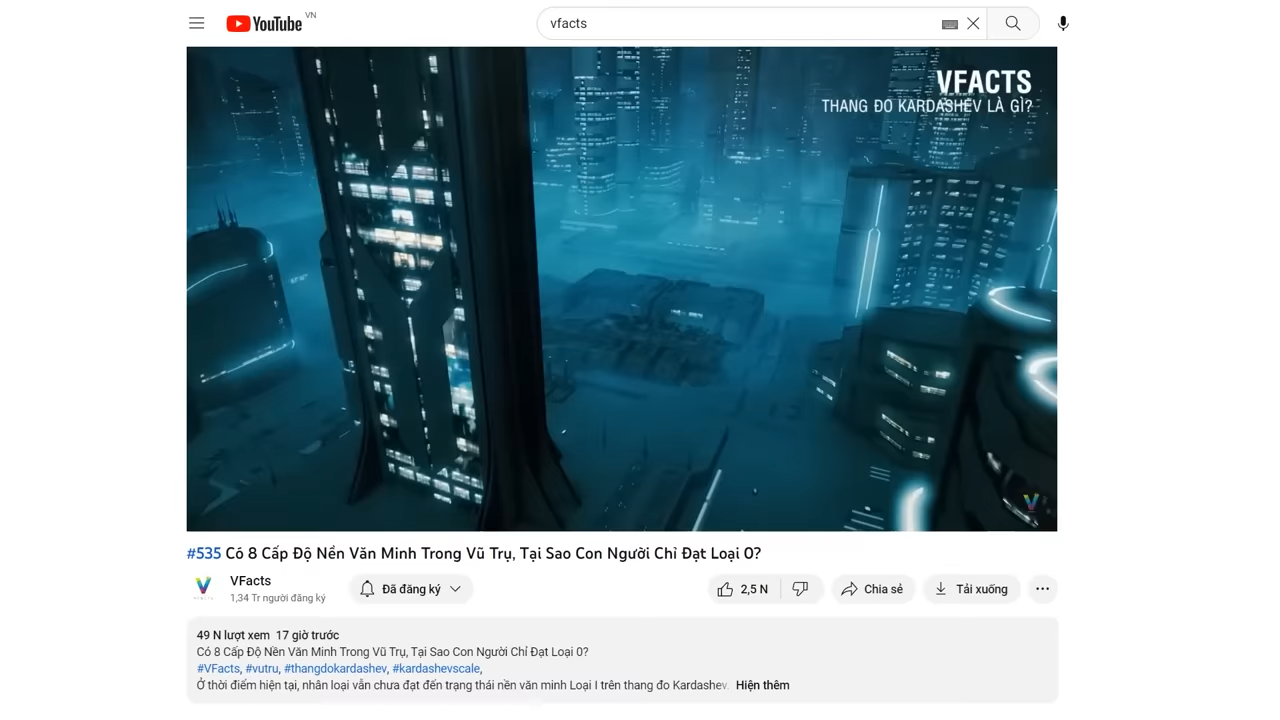 YouTube VN
vfacts
VFACTS
THANG ĐO KARDASHEV LÀ GÌ?
#535 Có 8 Cấp Độ Nền Văn Minh Trong Vũ Trụ, Tại Sao Con Người Chỉ Đạt Loại 0?
VFacts
1,34 Tr người đăng ký
Đã đăng ký
2,5 N
Chia sẻ
Tải xuống
49 N lượt xem 17 giờ trước
Có 8 Cấp Độ Nền Văn Minh Trong Vũ Trụ, Tại Sao Con Người Chỉ Đạt Loại 0?
#VFacts, #vutru, #thangdokardashev, #kardashevscale,
Ở thời điểm hiện tại, nhân loại vẫn chưa đạt đến trạng thái nền văn minh Loại I trên thang đo Kardashev. Hiện thêm